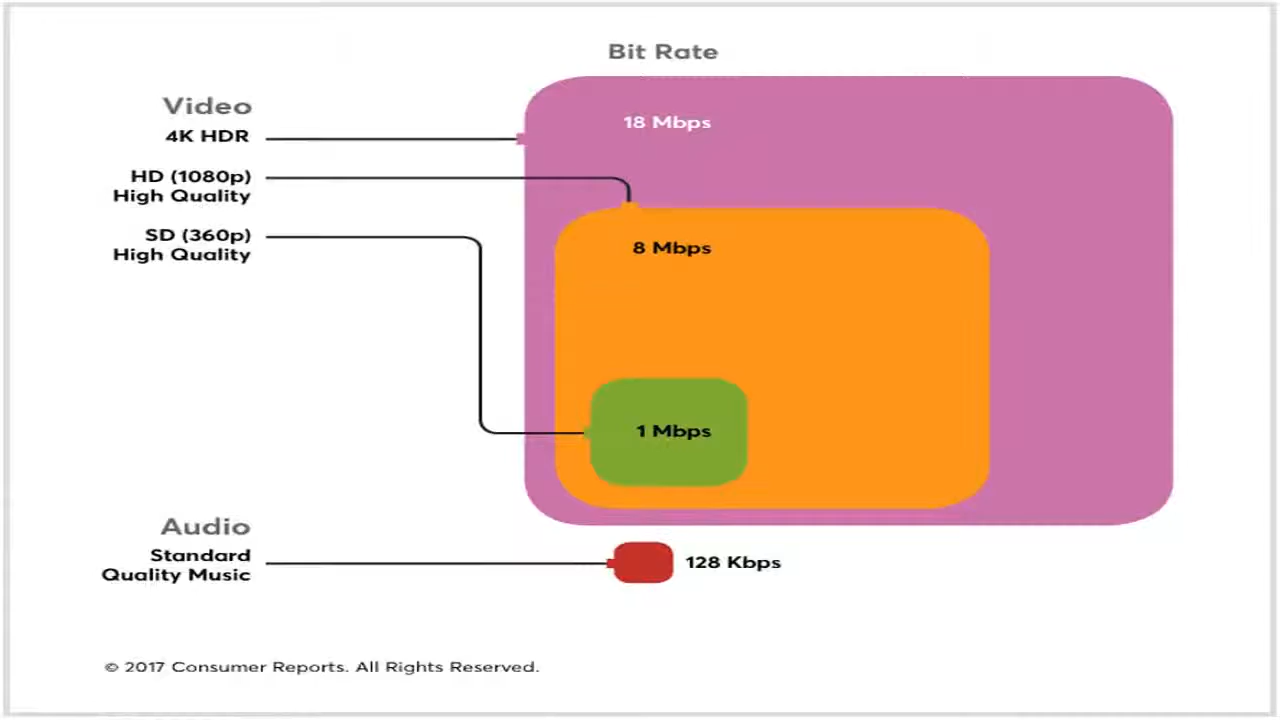 Bit Rate
Video
4K HDR
18 Mbps
HD (1080p)
High Quality
SD (360p)
High Quality
8 Mbps
1 Mbps
Audio
Standard
Quality Music
128 Kbps
© 2017 Consumer Reports. All Rights Reserved.